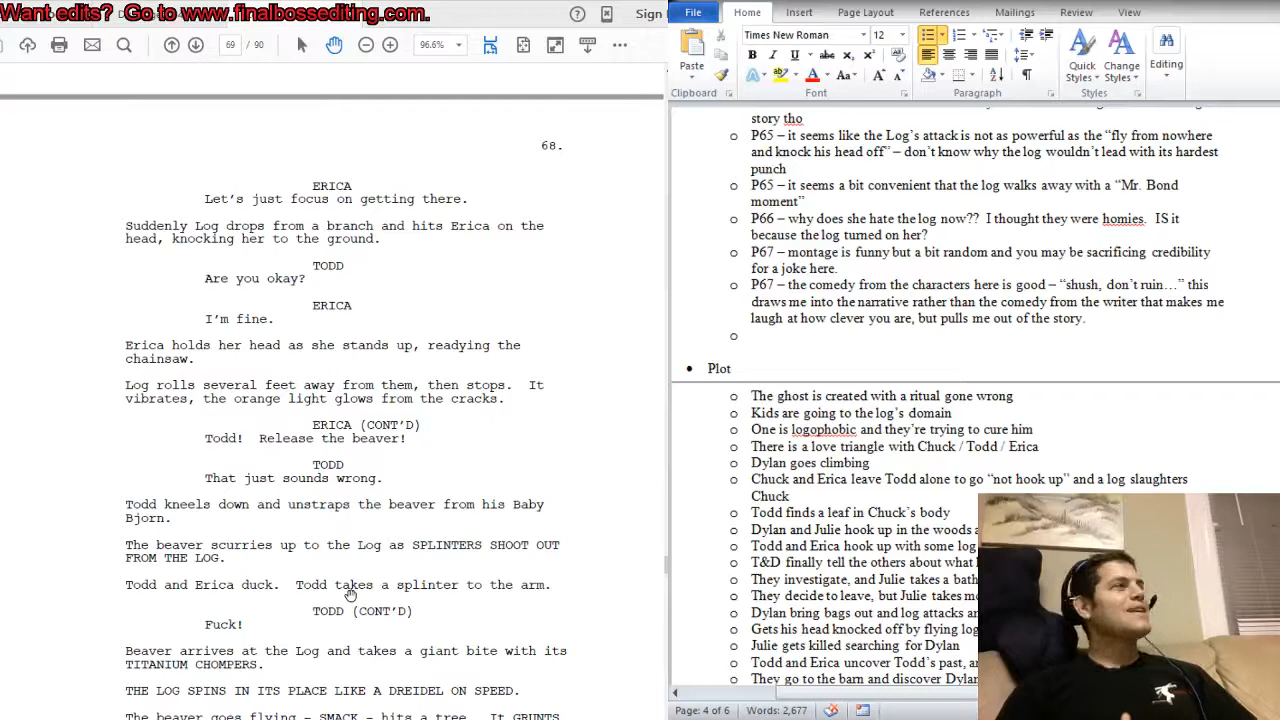 Want edits? Go to www.finalbossediting.com.
Sign
69
96.6%
68.
ERICA
Let's just focus on getting there.
Suddenly Log drops from a branch and hits Erica on the
head, knocking her to the ground.
TODD
Are you okay?
ERICA
I'm fine.
Erica holds her head as she stands up, readying the
chainsaw.
Log rolls several feet away from them, then stops. It
vibrates, the orange light glows from the cracks.
ERICA (CONT'D)
Todd! Release the beaver!
TODD
That just sounds wrong.
Todd kneels down and unstraps the beaver from his Baby
Bjorn.
The beaver scurries up to the Log as SPLINTERS SHOOT OUT
FROM THE LOG.
Todd and Erica duck. Todd takes a splinter to the arm.
TODD (CONT'D)
Fuck!
Beaver arrives at the Log and takes a giant bite with its
TITANIUM CHOMPERS.
THE LOG SPINS IN ITS PLACE LIKE A DREIDEL ON SPEED.
The beaver goes flying – SMACK – hits a tree. It GRUNTS
File Home Insert Page Layout References Mailings Review View
Times New Roman 12
Paste
Quick Styles
Change Styles
Editing
Clipboard Font Paragraph Styles
story tho
P65 – it seems like the Log's attack is not as powerful as the "fly from nowhere
and knock his head off" – don't know why the log wouldn't lead with its hardest
punch
P65 – it seems a bit convenient that the log walks away with a "Mr. Bond
moment"
P66 – why does she hate the log now?? I thought they were homies. IS it
because the log turned on her?
P67 – montage is funny but a bit random and you may be sacrificing credibility
for a joke here.
P67 – the comedy from the characters here is good – "shush, don't ruin…" this
draws me into the narrative rather than the comedy from the writer that makes me
laugh at how clever you are, but pulls me out of the story.
Plot
The ghost is created with a ritual gone wrong
Kids are going to the log's domain
One is logophobic and they're trying to cure him
There is a love triangle with Chuck / Todd / Erica
Dylan goes climbing
Chuck and Erica leave Todd alone to go "not hook up" and a log slaughters
Chuck
Todd finds a leaf in Chuck's body
Dylan and Julie hook up in the woods a
Todd and Erica hook up with some log
T&D finally tell the others about what
They investigate, and Julie takes a bath
They decide to leave, but Julie takes mo
Dylan bring bags out and log attacks an
Gets his head knocked off by flying log
Julie gets killed searching for Dylan
Todd and Erica uncover Todd's past, an
They go to the barn and discover Dylan
Page: 4 of 6 Words: 2,677